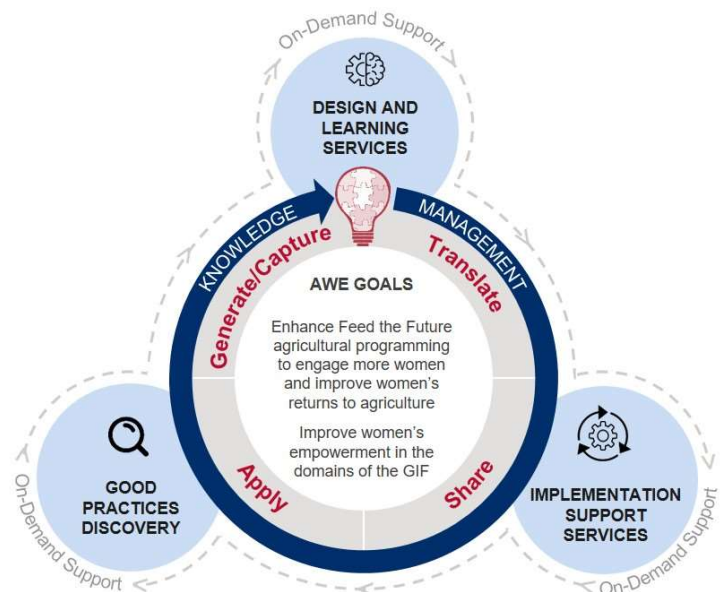 On-Demand Support
DESIGN AND
LEARNING
SERVICES
KNOWLEDGE
MANAGEMENT
Generate/Capture
Translate
AWE GOALS
Enhance Feed the Future
agricultural programming
to engage more women
and improve women's
returns to agriculture
Improve women's
empowerment in the
domains of the GIF
Apply
Share
GOOD
PRACTICES
DISCOVERY
On-Demand Support
IMPLEMENTATION
SUPPORT
SERVICES
On-Demand Support